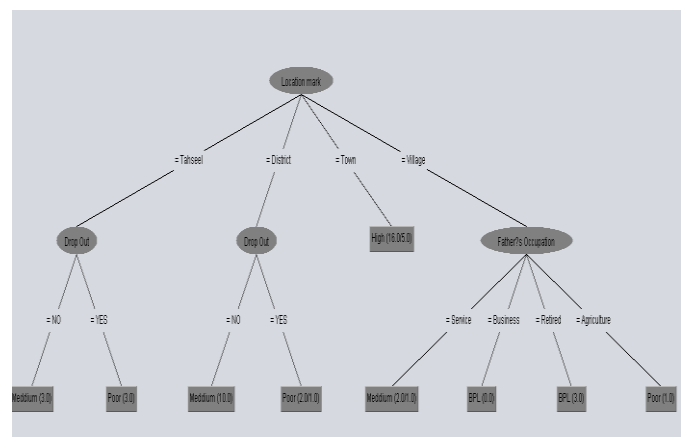 Location mark
= Tahseel
= District
= Town
= Village
Drop Out
Drop Out
High (16.0/5.0)
Father?s Occupation
= NO
= YES
= NO
= YES
= Service
= Business
= Retired
= Agriculture
Meddium (3.0)
Poor (3.0)
Meddium (10.0)
Poor (2.0/1.0)
Meddium (2.0/1.0)
BPL (0.0)
BPL (3.0)
Poor (1.0)